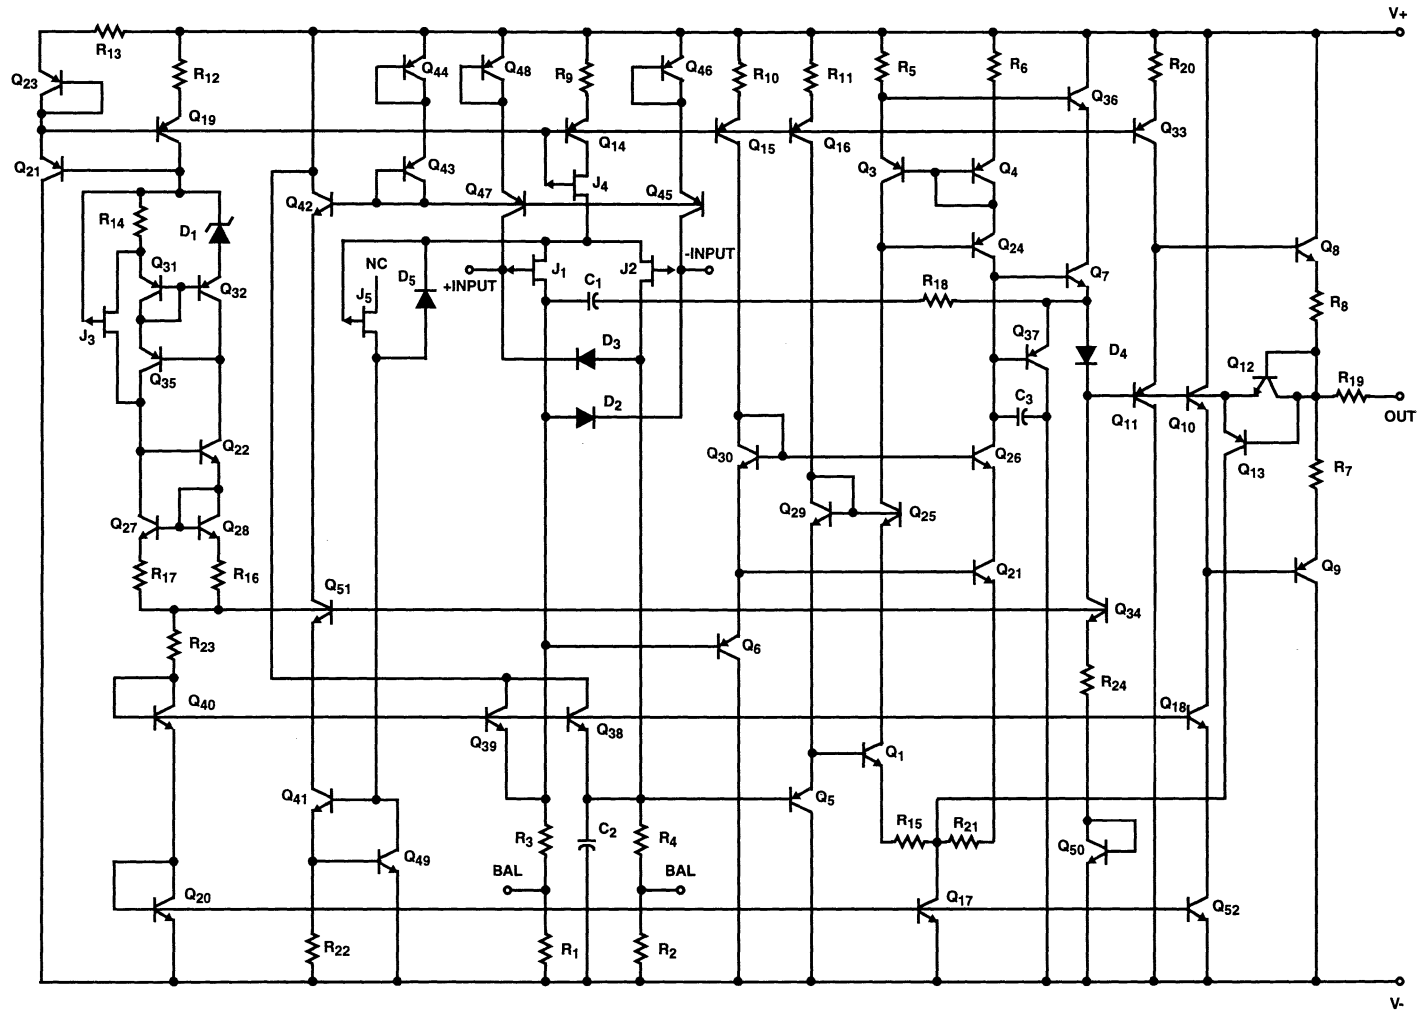 V+
R13
Q23
R12
Q44
Q48
R9
Q46
R10
R11
R5
R6
R20
Q36
Q19
Q14
Q15
Q16
Q33
Q21
Q43
Q3
Q4
J4
Q47
Q45
Q42
R14
D1
Q24
Q8
NC
D5
-INPUT
J1
J2
+INPUT
C1
Q31
Q32
Q7
R18
J5
R8
J3
Q37
D3
D4
Q12
Q35
R19
D2
C3
OUT
Q11
Q10
Q22
Q30
Q26
Q13
R7
Q27
Q28
Q29
Q25
R17
R16
Q21
Q9
Q51
Q34
R23
Q6
R24
Q40
Q18
Q39
Q38
Q1
Q41
Q5
R3
C2
R4
R15
R21
Q49
Q50
BAL
BAL
Q20
Q17
Q52
R22
R1
R2
V-